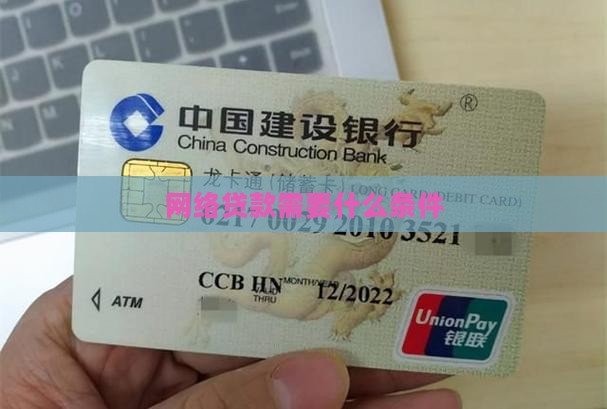 中国建设银行
®
China Construction Bank
龙卡通(储蓄卡) LONG CARD (DEBIT CARD)
网络贷款需要什么条件
6217 0029 2010 3521
CCB HN
MONTH/YEAR
VALID THRU
12/2022
ATM
UnionPay
银联